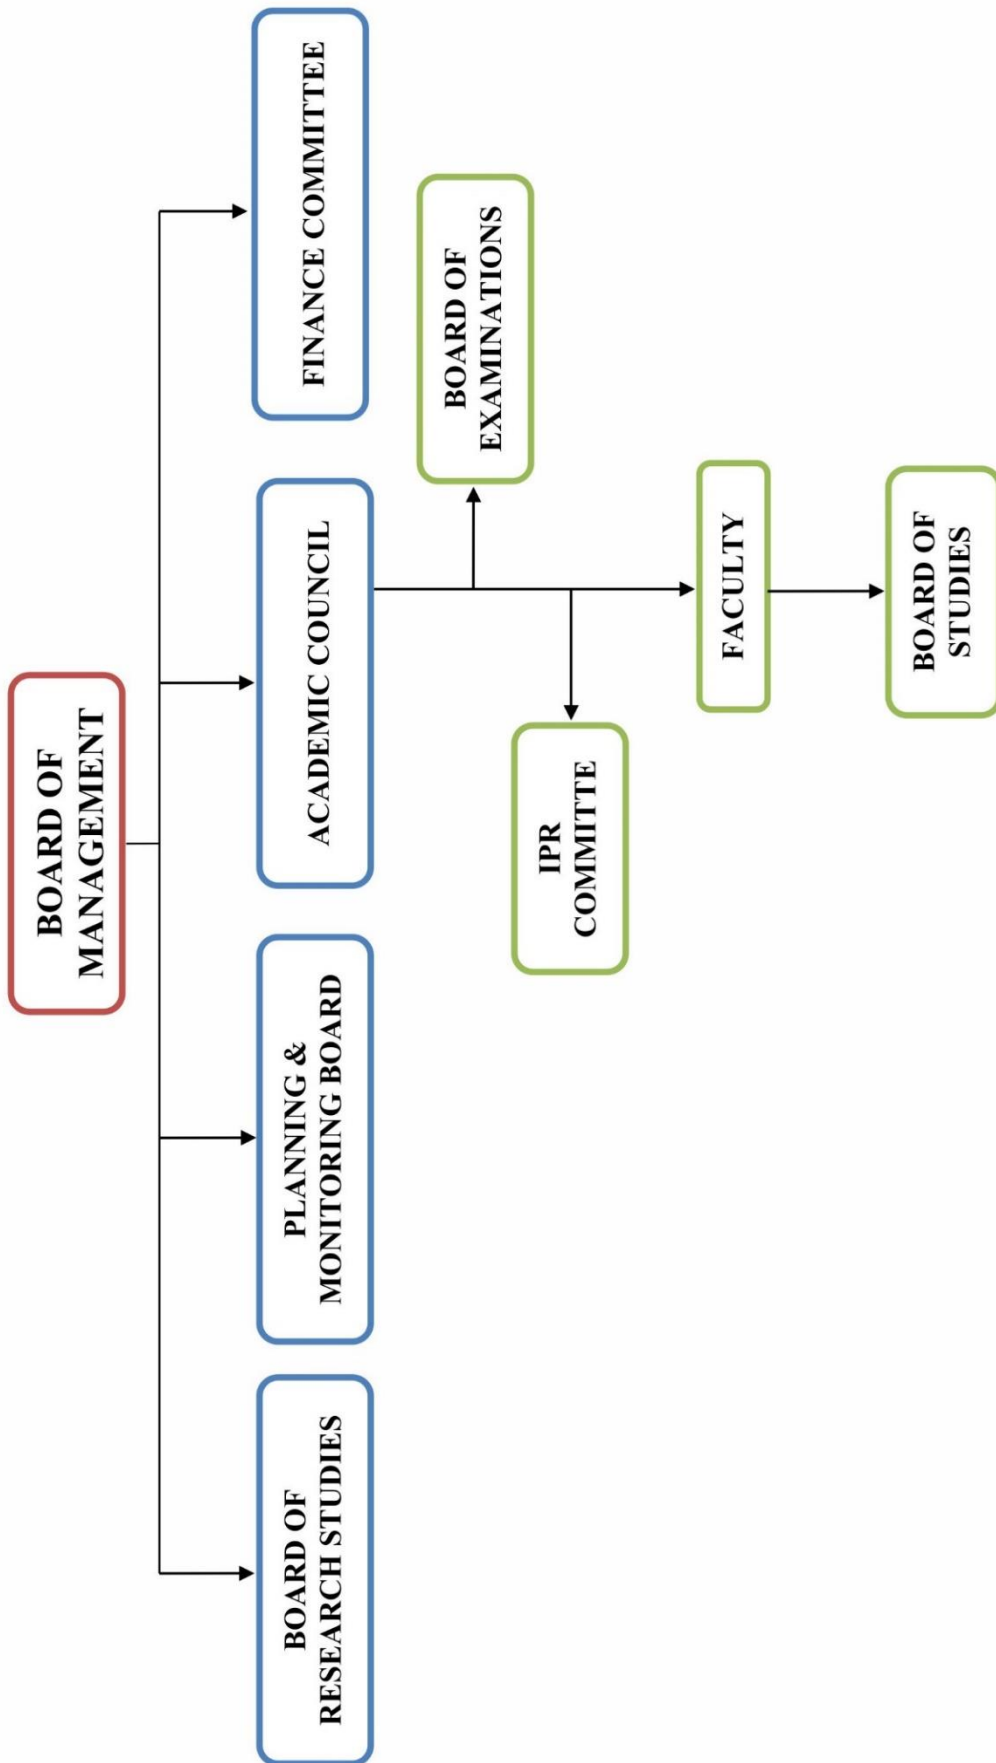 BOARD OF
MANAGEMENT
BOARD OF
RESEARCH STUDIES
PLANNING &
MONITORING BOARD
ACADEMIC COUNCIL
FINANCE COMMITTEE
BOARD OF
EXAMINATIONS
IPR
COMMITTE
FACULTY
BOARD OF
STUDIES